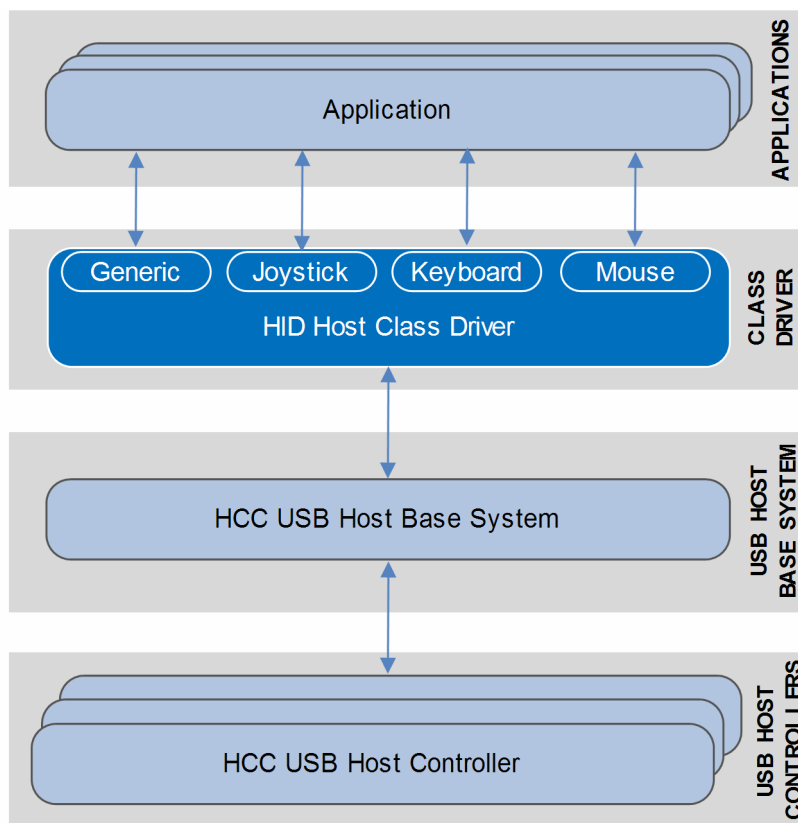 Application
APPLICATIONS
Generic
Joystick
Keyboard
Mouse
HID Host Class Driver
CLASS
DRIVER
HCC USB Host Base System
USB HOST
BASE SYSTEM
HCC USB Host Controller
USB HOST
CONTROLLERS